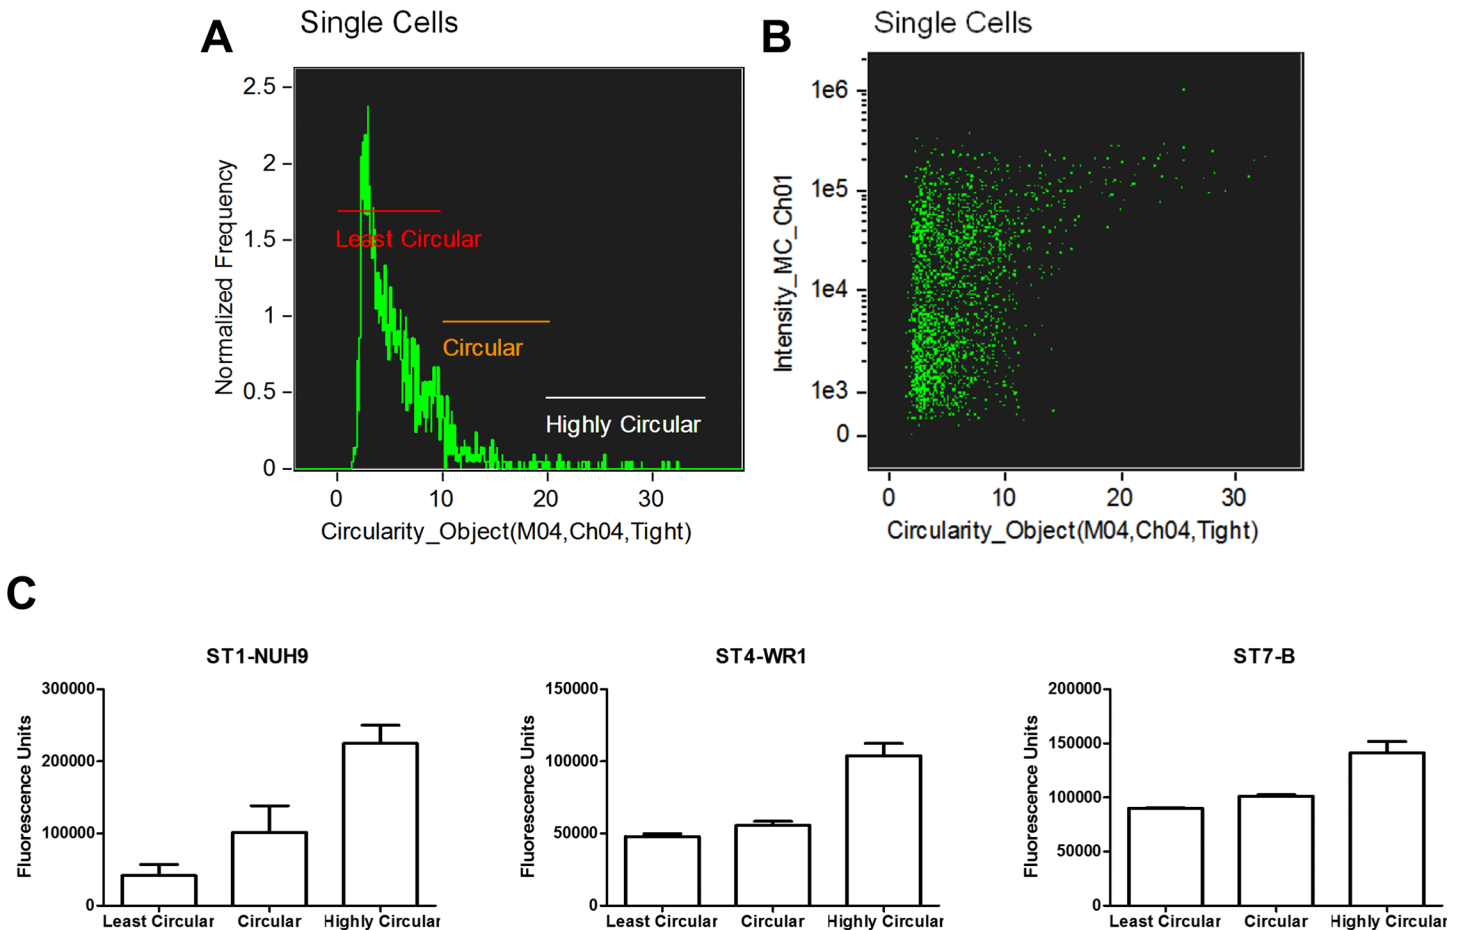 A
Single Cells
2.5
2
1.5
1
0.5
0
Normalized Frequency
Least Circular
Circular
Highly Circular
0 10 20 30
Circularity_Object(M04,Ch04,Tight)
B
Single Cells
1e6
1e5
1e4
1e3
0
Intensity_MC_Ch01
0 10 20 30
Circularity_Object(M04,Ch04,Tight)
C
ST1-NUH9
300000
200000
100000
0
Fluorescence Units
Least Circular Circular Highly Circular
ST4-WR1
150000
100000
50000
0
Fluorescence Units
Least Circular Circular Highly Circular
ST7-B
200000
150000
100000
50000
0
Fluorescence Units
Least Circular Circular Highly Circular